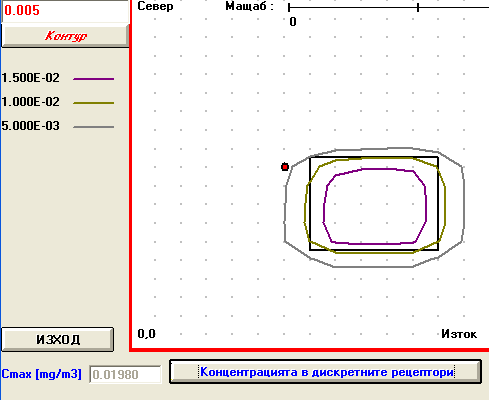 0.005
Север
Мащаб :
0
Контур
1.500E-02
1.000E-02
5.000E-03
0,0
Изток
ИЗХОД
Cmax [mg/m3]
0.01980
Концентрацията в дискретните рецептори